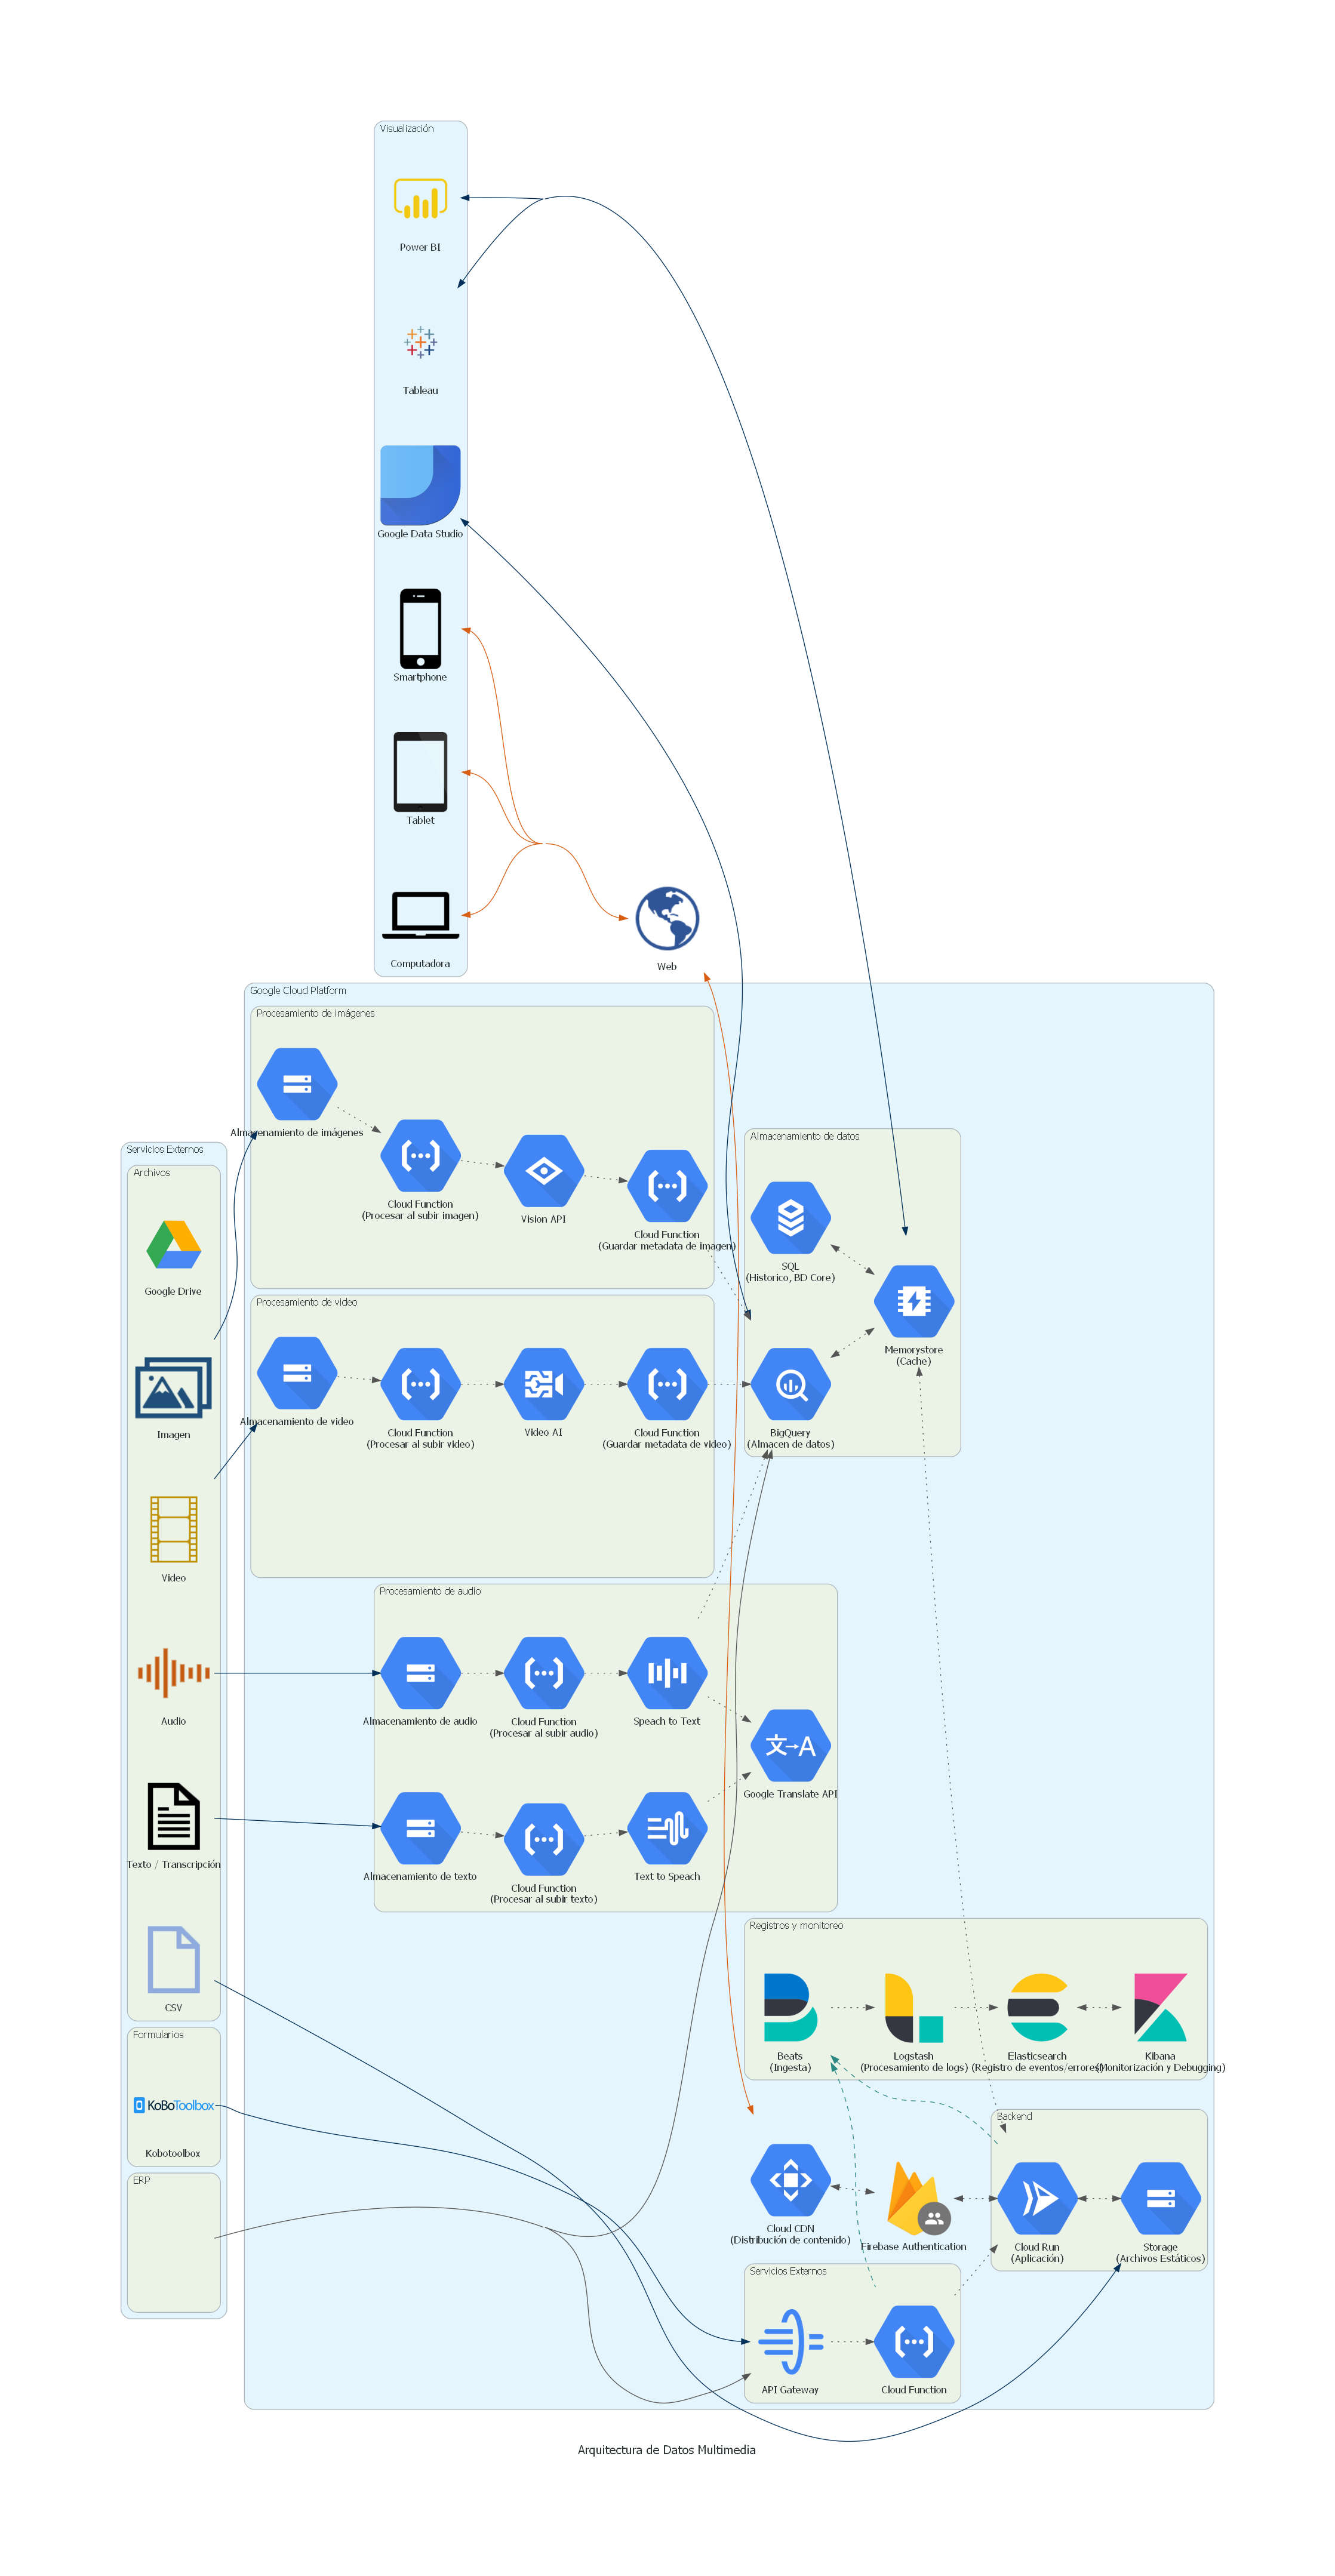 Visualización
Power BI
Tableau
Google Data Studio
Smartphone
Tablet
Computadora
Web
Google Cloud Platform
Procesamiento de imágenes
Almacenamiento de imágenes
Cloud Function
(Procesar al subir imagen)
Vision API
Cloud Function
(Guardar metadata de imagen)
Procesamiento de video
Almacenamiento de video
Cloud Function
(Procesar al subir video)
Video AI
Cloud Function
(Guardar metadata de video)
Almacenamiento de datos
SQL
(Historico, BD Core)
Memorystore
(Cache)
BigQuery
(Almacen de datos)
Servicios Externos
Archivos
Google Drive
Imagen
Video
Audio
Texto / Transcripción
CSV
Formularios
KoBoToolbox
Kobotoolbox
ERP
Procesamiento de audio
Almacenamiento de audio
Cloud Function
(Procesar al subir audio)
Speach to Text
文→A
Google Translate API
Almacenamiento de texto
Cloud Function
(Procesar al subir texto)
Text to Speach
Registros y monitoreo
Beats
(Ingesta)
Logstash
(Procesamiento de logs)
Elasticsearch
(Registro de eventos/errores)
Kibana
(Monitorización y Debugging)
Backend
Cloud CDN
(Distribución de contenido)
Firebase Authentication
Cloud Run
(Aplicación)
Storage
(Archivos Estáticos)
Servicios Externos
API Gateway
Cloud Function
Arquitectura de Datos Multimedia